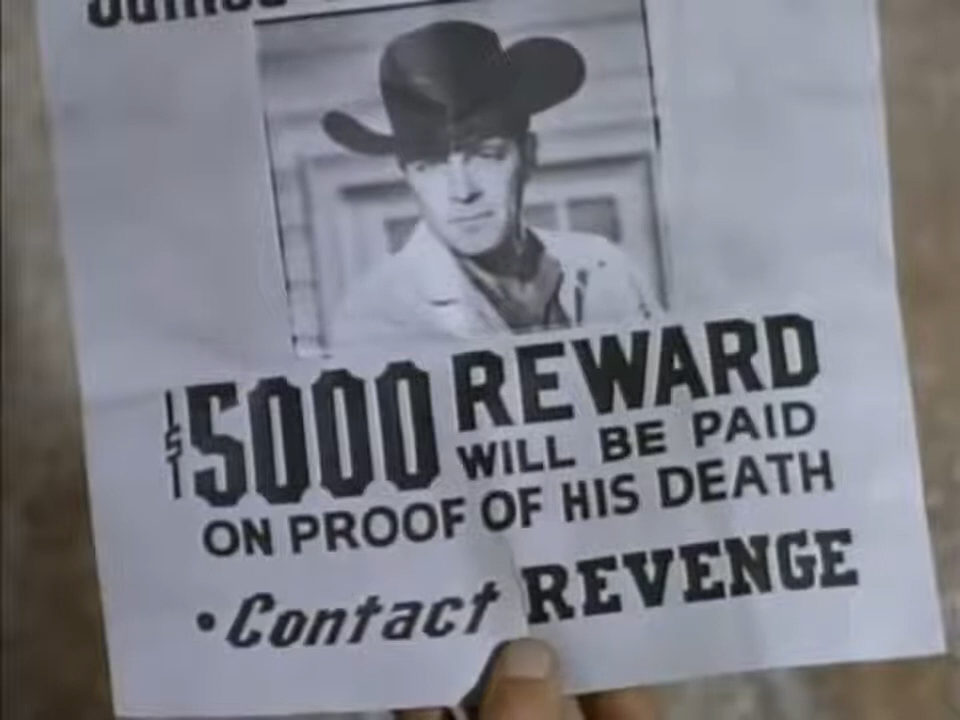 $5000 REWARD
WILL BE PAID
ON PROOF OF HIS DEATH
• Contact REVENGE